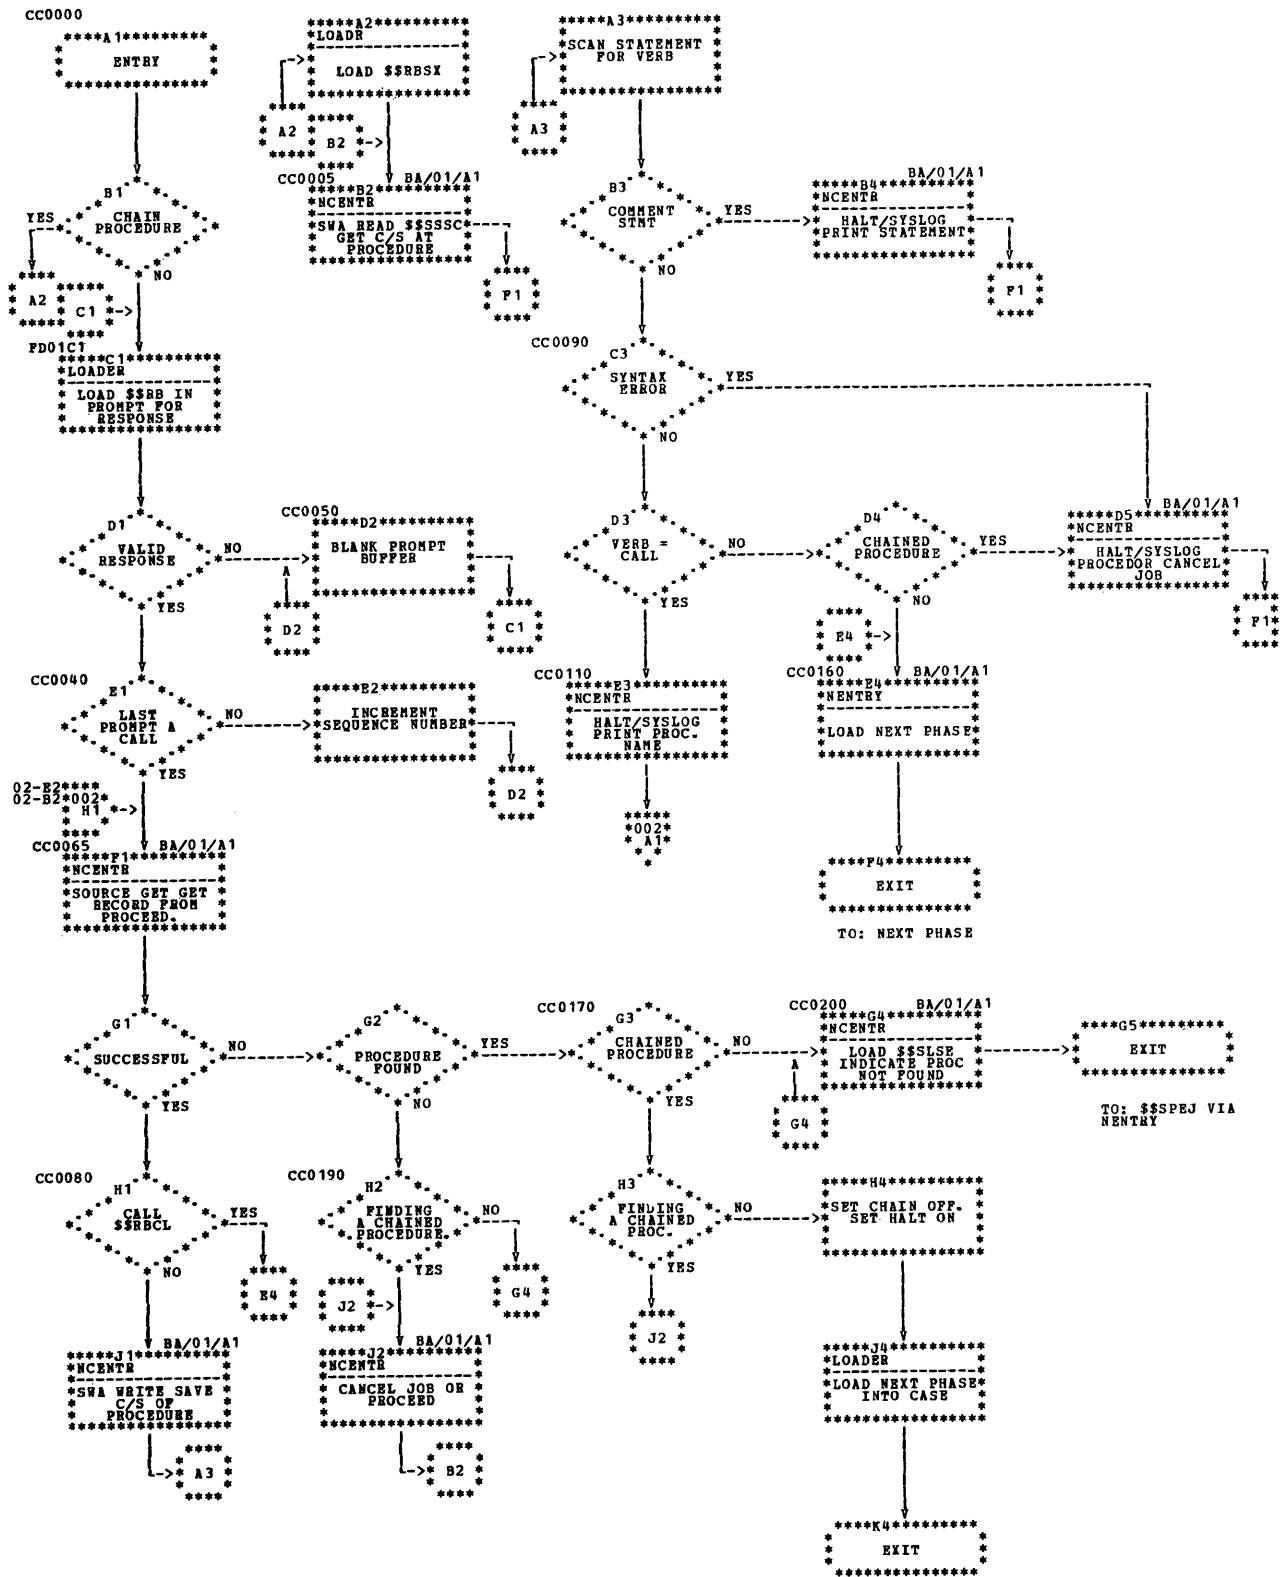 CC0000
A1
ENTRY
A2
LOADR
LOAD $$RBSX
A3
SCAN STATEMENT
FOR VERB
A2
B2
A3
B1
CHAIN
PROCEDURE
YES
NO
CC0005
BA/01/A1
B2
NCENTR
SWA READ $$SSSC
GET C/S AT
PROCEDURE
F1
B3
COMMENT
STMT
YES
NO
BA/01/A1
B4
NCENTR
HALT/SYSLOG
PRINT STATEMENT
F1
A2
C1
FD01C1
C1
LOADER
LOAD $$RB IN
PROMPT FOR
RESPONSE
CC0090
C3
SYNTAX
ERROR
YES
NO
D1
VALID
RESPONSE
NO
YES
CC0050
D2
BLANK PROMPT
BUFFER
A
D2
C1
D3
VERB =
CALL
NO
YES
D4
CHAINED
PROCEDURE
YES
NO
BA/01/A1
D5
NCENTR
HALT/SYSLOG
PROCEDOR CANCEL
JOB
F1
E4
CC0040
E1
LAST
PROMPT A
CALL
NO
YES
E2
INCREMENT
SEQUENCE NUMBER
D2
CC0110
E3
NCENTR
HALT/SYSLOG
PRINT PROC.
NAME
002
A1
CC0160
BA/01/A1
E4
NENTRY
LOAD NEXT PHASE
02-E2
02-B2 002
H1
CC0065
BA/01/A1
F1
NCENTR
SOURCE GET GET
RECORD FROM
PROCEED.
F4
EXIT
TO: NEXT PHASE
G1
SUCCESSFUL
NO
YES
G2
PROCEDURE
FOUND
YES
NO
CC0170
G3
CHAINED
PROCEDURE
NO
YES
CC0200
BA/01/A1
G4
NCENTR
LOAD $$SLSE
INDICATE PROC
NOT FOUND
A
G4
G5
EXIT
TO: $$SPEJ VIA
NENTRY
CC0080
H1
CALL
$$RBCL
YES
NO
E4
CC0190
H2
FINDING
A CHAINED
PROCEDURE.
NO
YES
G4
J2
H3
FINDING
A CHAINED
PROC.
NO
YES
J2
H4
SET CHAIN OFF.
SET HALT ON
BA/01/A1
J1
NCENTR
SWA WRITE SAVE
C/S OF
PROCEDURE
A3
BA/01/A1
J2
NCENTR
CANCEL JOB OR
PROCEED
B2
J4
LOADER
LOAD NEXT PHASE
INTO CASE
K4
EXIT